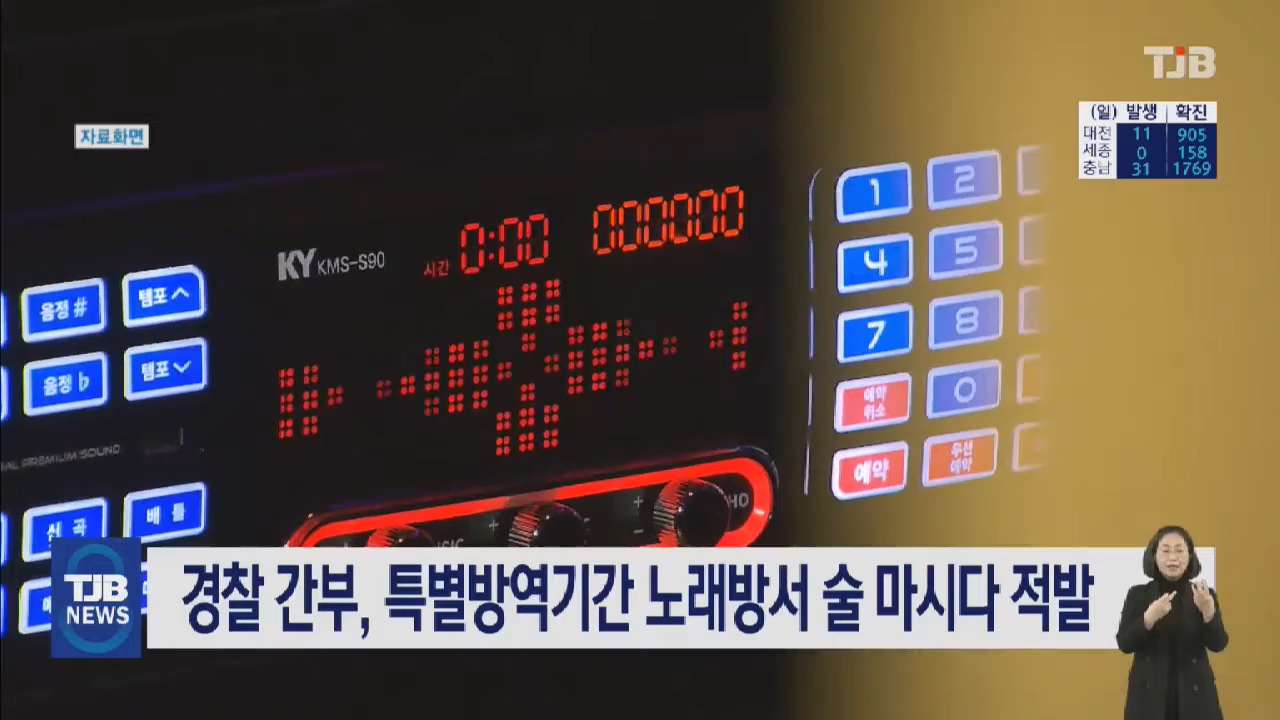 TJB
(일) 발생 확진
대전 11 905
세종 0 158
충남 31 1769
자료화면
1 2
4 5
7 8
예약 취소 0
예약 우선 예약
KY KMS-S90 시간 0:00 000000
음정 # 템포
음정 ♭ 템포
PREMIUM SOUND
신 곡 배 틀
TJB NEWS
경찰 간부, 특별방역기간 노래방서 술 마시다 적발